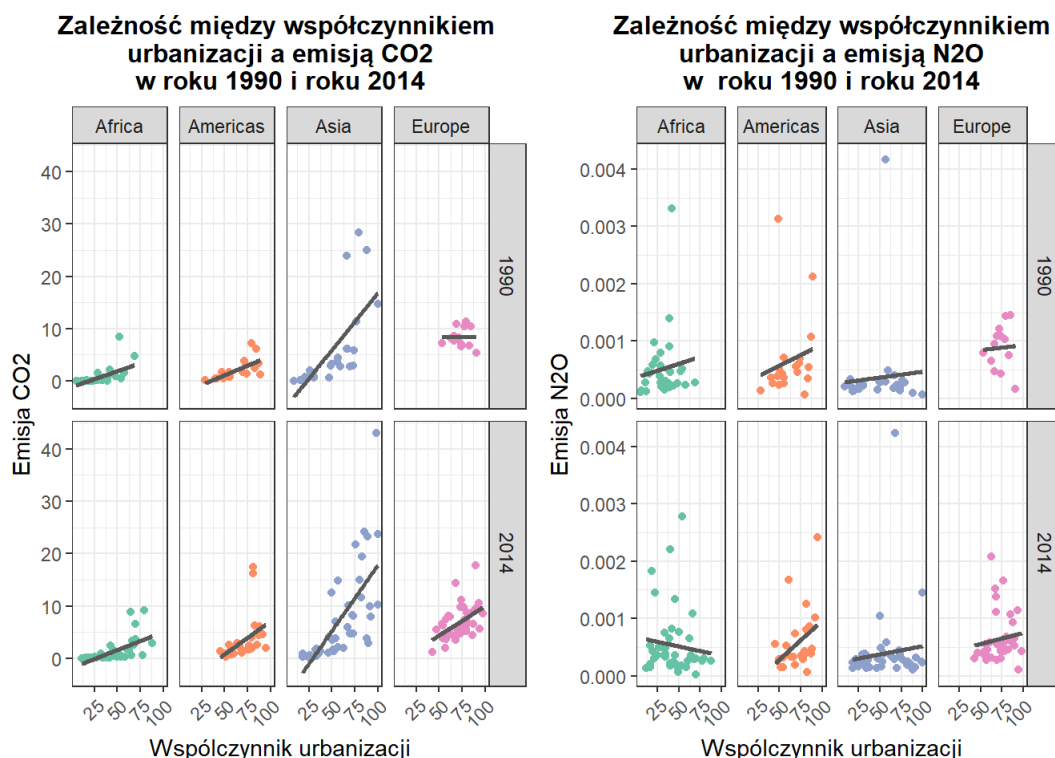 Zależność między współczynnikiem
urbanizacji a emisją CO2
w roku 1990 i roku 2014
Africa Americas Asia Europe
40
30
20
10
0
1990
40
30
20
10
0
2014
Emisja CO2
25 50 75 100 25 50 75 100 25 50 75 100 25 50 75 100
Wspólczynnik urbanizacji
Zależność między współczynnikiem
urbanizacji a emisją N2O
w roku 1990 i roku 2014
Africa Americas Asia Europe
0.004
0.003
0.002
0.001
0.000
1990
0.004
0.003
0.002
0.001
0.000
2014
Emisja N2O
25 50 75 100 25 50 75 100 25 50 75 100 25 50 75 100
Wspólczynnik urbanizacji